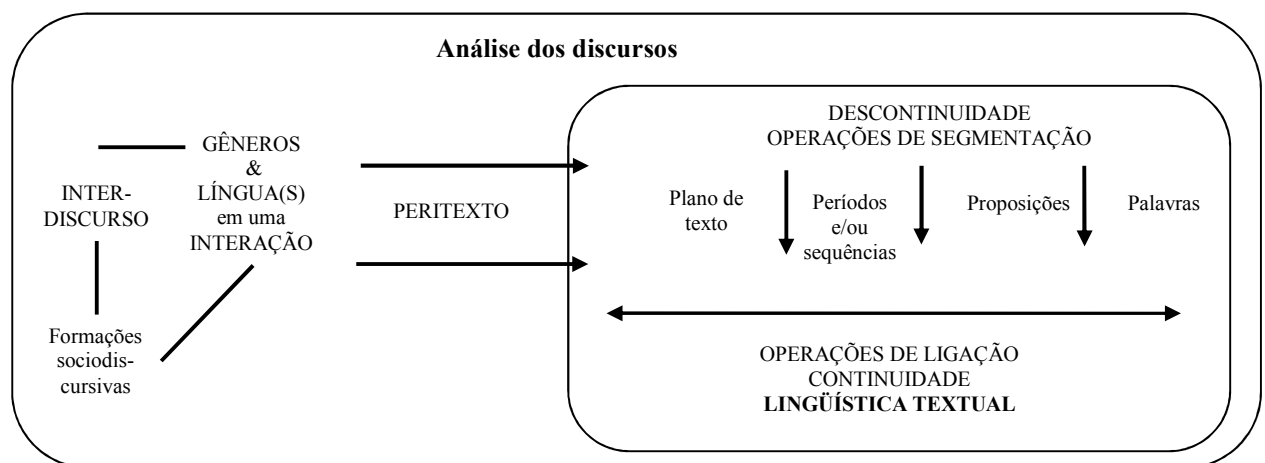 Análise dos discursos
INTER-
DISCURSO
GÊNEROS
&
LÍNGUA(S)
em uma
INTERAÇÃO
Formações
sociodis-
cursivas
PERITEXTO
DESCONTINUIDADE
OPERAÇÕES DE SEGMENTAÇÃO
Plano de
texto
Períodos
e/ou
sequências
Proposições
Palavras
OPERAÇÕES DE LIGAÇÃO
CONTINUIDADE
LINGÜÍSTICA TEXTUAL